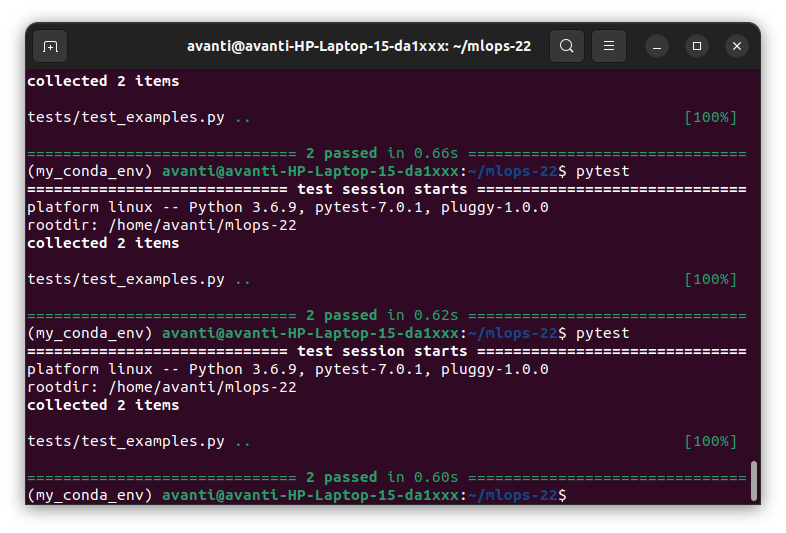 avanti@avanti-HP-Laptop-15-da1xxx: ~/mlops-22
collected 2 items
tests/test_examples.py .. [100%]
============================== 2 passed in 0.66s ===============================
(my_conda_env) avanti@avanti-HP-Laptop-15-da1xxx:~/mlops-22$ pytest
============================= test session starts ==============================
platform linux -- Python 3.6.9, pytest-7.0.1, pluggy-1.0.0
rootdir: /home/avanti/mlops-22
collected 2 items
tests/test_examples.py .. [100%]
============================== 2 passed in 0.62s ===============================
(my_conda_env) avanti@avanti-HP-Laptop-15-da1xxx:~/mlops-22$ pytest
============================= test session starts ==============================
platform linux -- Python 3.6.9, pytest-7.0.1, pluggy-1.0.0
rootdir: /home/avanti/mlops-22
collected 2 items
tests/test_examples.py .. [100%]
============================== 2 passed in 0.60s ===============================
(my_conda_env) avanti@avanti-HP-Laptop-15-da1xxx:~/mlops-22$